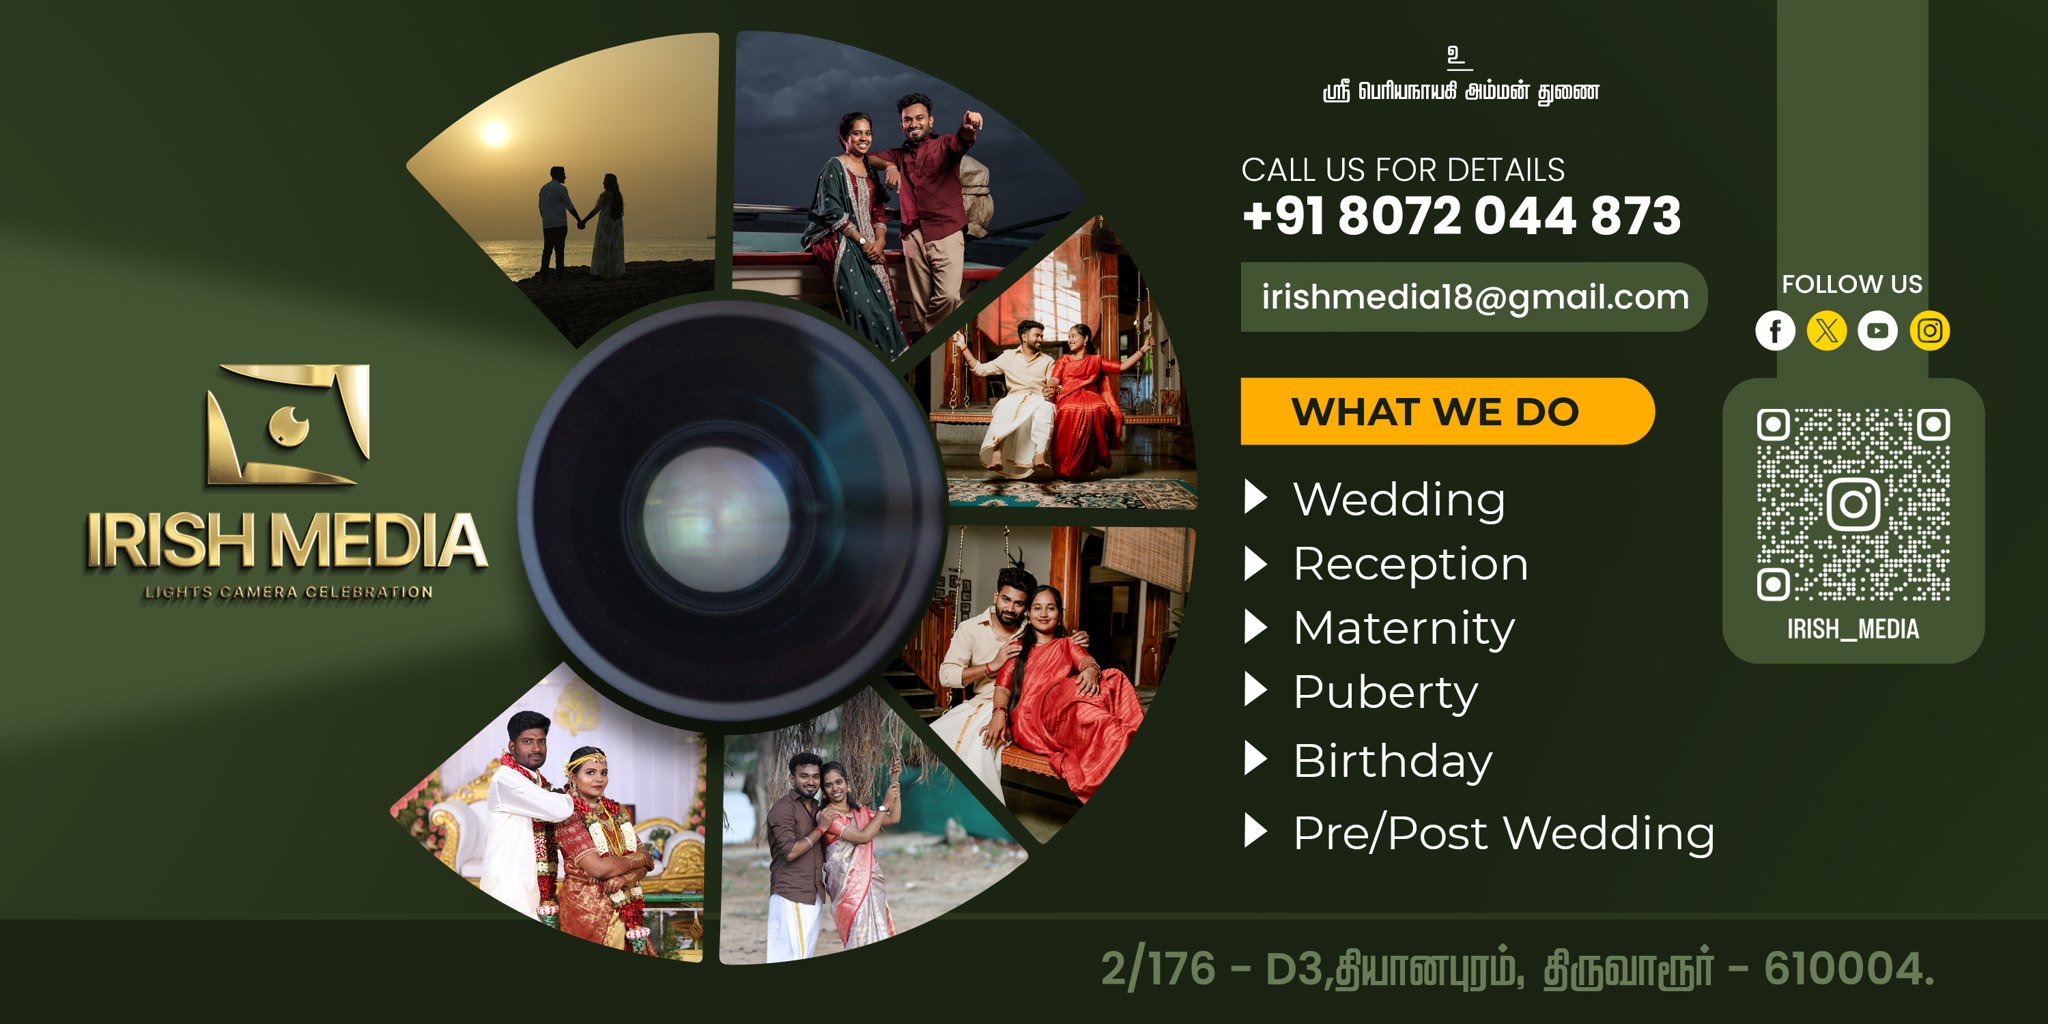 IRISH MEDIA
LIGHTS CAMERA CELEBRATION
உ
ஸ்ரீ பெரியநாயகி அம்மன் துணை
CALL US FOR DETAILS
+91 8072 044 873
irishmedia18@gmail.com
FOLLOW US
WHAT WE DO
Wedding
Reception
Maternity
Puberty
Birthday
Pre/Post Wedding
IRISH_MEDIA
2/176 - D3,தியானபுரம், திருவாரூர் - 610004.